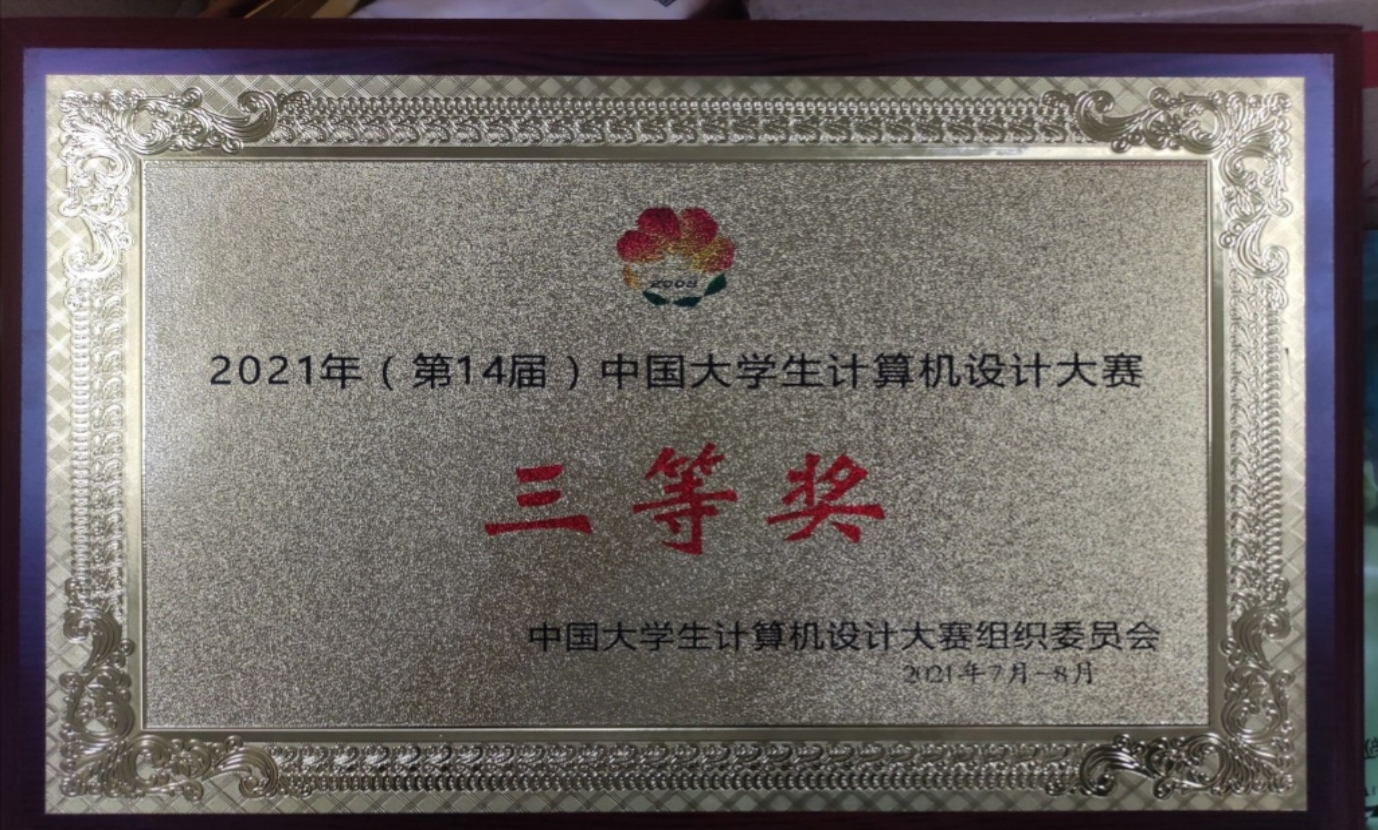 2008
2021年（第14届）中国大学生计算机设计大赛
三等奖
中国大学生计算机设计大赛组织委员会
2021年7月-8月